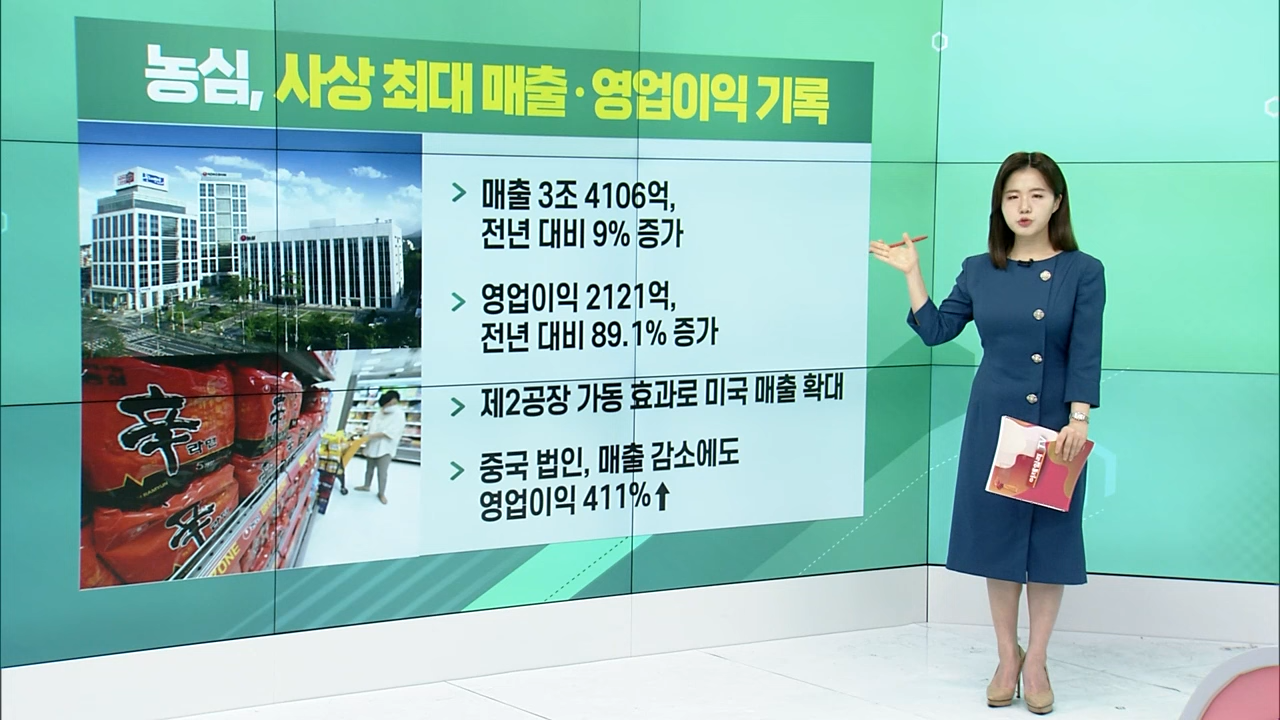 농심, 사상 최대 매출·영업이익 기록
매출 3조 4106억,
전년 대비 9% 증가
영업이익 2121억,
전년 대비 89.1% 증가
제2공장 가동 효과로 미국 매출 확대
중국 법인, 매출 감소에도
영업이익 411%⬆
辛
라면
辛